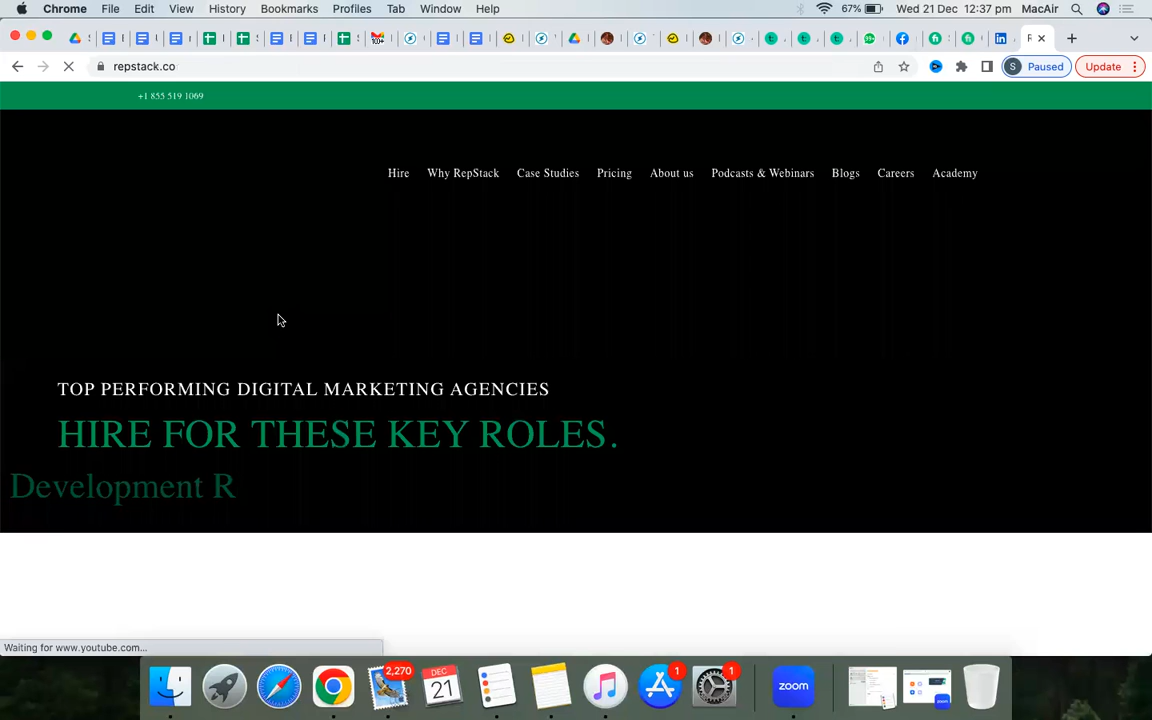 Chrome File Edit View History Bookmarks Profiles Tab Window Help 67% Wed 21 Dec 12:37 pm MacAir
repstack.co S Paused Update
+1 855 519 1069
Hire Why RepStack Case Studies Pricing About us Podcasts & Webinars Blogs Careers Academy
TOP PERFORMING DIGITAL MARKETING AGENCIES
HIRE FOR THESE KEY ROLES.
Development R
Waiting for www.youtube.com...
2,270
DEC
21
1
1
zoom